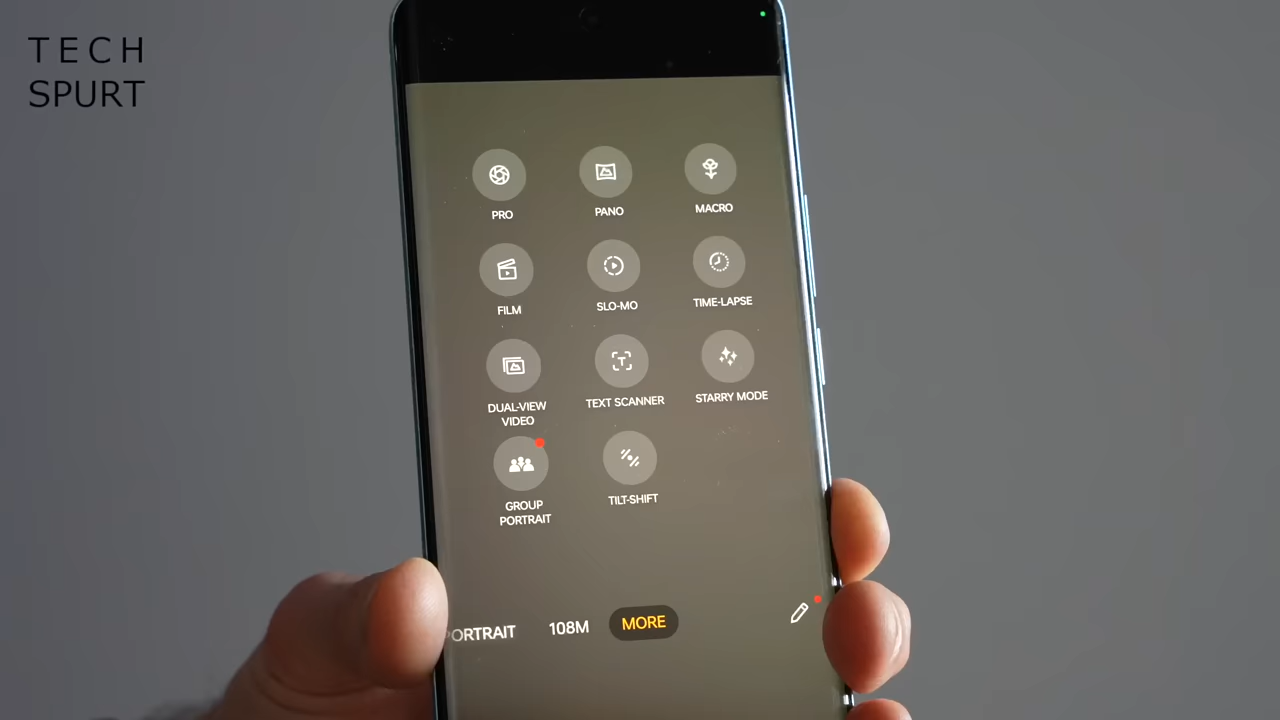 TECH
SPURT
PRO
PANO
MACRO
FILM
SLO-MO
TIME-LAPSE
DUAL-VIEW
VIDEO
TEXT SCANNER
STARRY MODE
GROUP
PORTRAIT
TILT-SHIFT
PORTRAIT 108M MORE